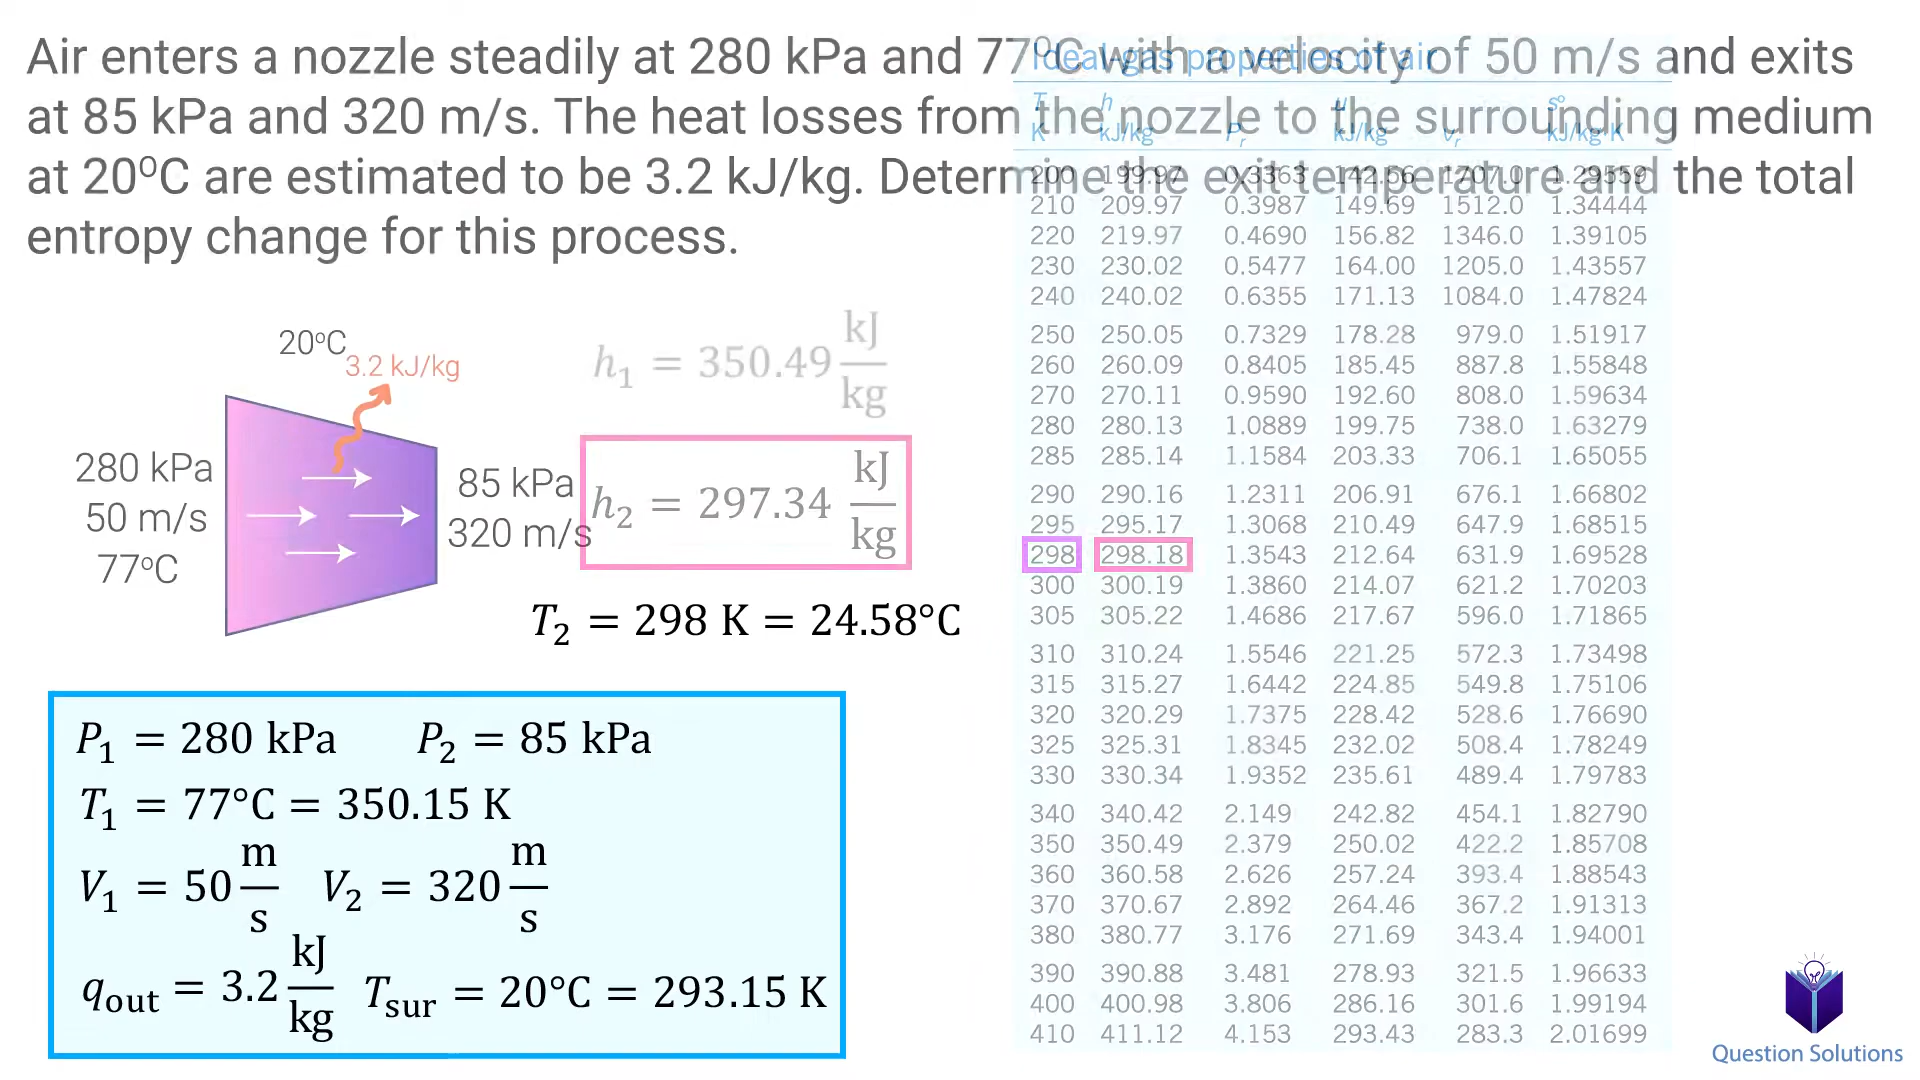 Air enters a nozzle steadily at 280 kPa and 77⁰C with a velocity of 50 m/s and exits
at 85 kPa and 320 m/s. The heat losses from the nozzle to the surrounding medium
at 20⁰C are estimated to be 3.2 kJ/kg. Determine the exit temperature and the total
entropy change for this process.
20ºC
3.2 kJ/kg
280 kPa
50 m/s
77ºC
85 kPa
320 m/s
h₁ = 350.49 kJ/kg
h₂ = 297.34 kJ/kg
T₂ = 298 K = 24.58°C
P₁ = 280 kPa P₂ = 85 kPa
T₁ = 77°C = 350.15 K
V₁ = 50 m/s V₂ = 320 m/s
q_out = 3.2 kJ/kg T_sur = 20°C = 293.15 K
Ideal-gas properties of air
T h u s°
K kJ/kg Pᵣ kJ/kg vᵣ kJ/kg·K
200 199.97 0.3363 142.56 1707.0 1.29559
210 209.97 0.3987 149.69 1512.0 1.34444
220 219.97 0.4690 156.82 1346.0 1.39105
230 230.02 0.5477 164.00 1205.0 1.43557
240 240.02 0.6355 171.13 1084.0 1.47824
250 250.05 0.7329 178.28 979.0 1.51917
260 260.09 0.8405 185.45 887.8 1.55848
270 270.11 0.9590 192.60 808.0 1.59634
280 280.13 1.0889 199.75 738.0 1.63279
285 285.14 1.1584 203.33 706.1 1.65055
290 290.16 1.2311 206.91 676.1 1.66802
295 295.17 1.3068 210.49 647.9 1.68515
298 298.18 1.3543 212.64 631.9 1.69528
300 300.19 1.3860 214.07 621.2 1.70203
305 305.22 1.4686 217.67 596.0 1.71865
310 310.24 1.5546 221.25 572.3 1.73498
315 315.27 1.6442 224.85 549.8 1.75106
320 320.29 1.7375 228.42 528.6 1.76690
325 325.31 1.8345 232.02 508.4 1.78249
330 330.34 1.9352 235.61 489.4 1.79783
340 340.42 2.149 242.82 454.1 1.82790
350 350.49 2.379 250.02 422.2 1.85708
360 360.58 2.626 257.24 393.4 1.88543
370 370.67 2.892 264.46 367.2 1.91313
380 380.77 3.176 271.69 343.4 1.94001
390 390.88 3.481 278.93 321.5 1.96633
400 400.98 3.806 286.16 301.6 1.99194
410 411.12 4.153 293.43 283.3 2.01699
Question Solutions